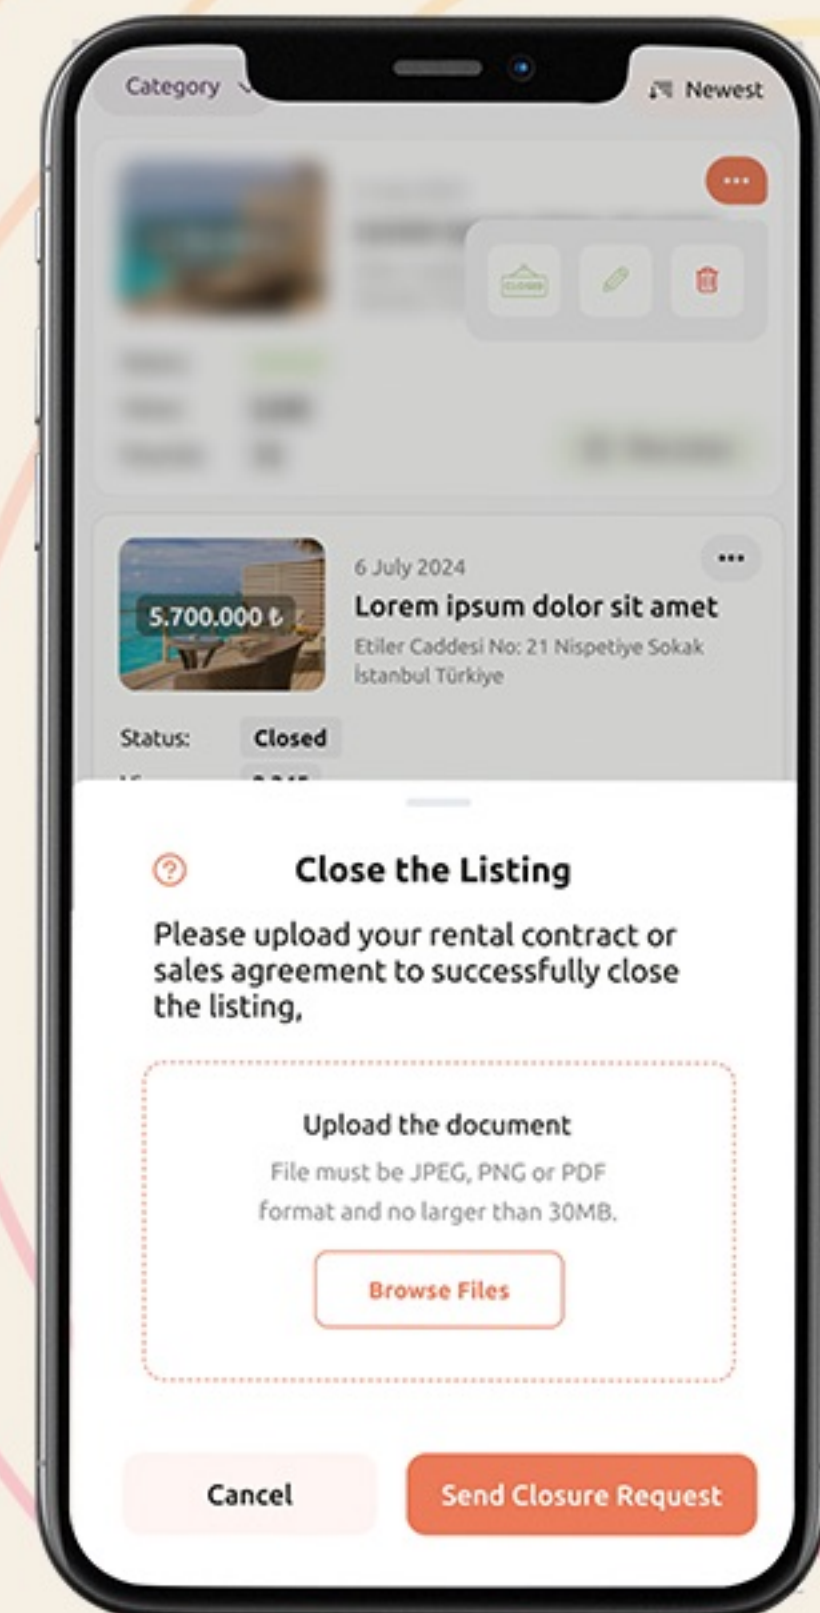 Category
Newest
CLOSED
6 July 2024
Lorem ipsum dolor sit amet
5.700.000 ₺
Etiler Caddesi No: 21 Nispetiye Sokak
İstanbul Türkiye
Status: Closed
Close the Listing
Please upload your rental contract or
sales agreement to successfully close
the listing,
Upload the document
File must be JPEG, PNG or PDF
format and no larger than 30MB.
Browse Files
Cancel
Send Closure Request